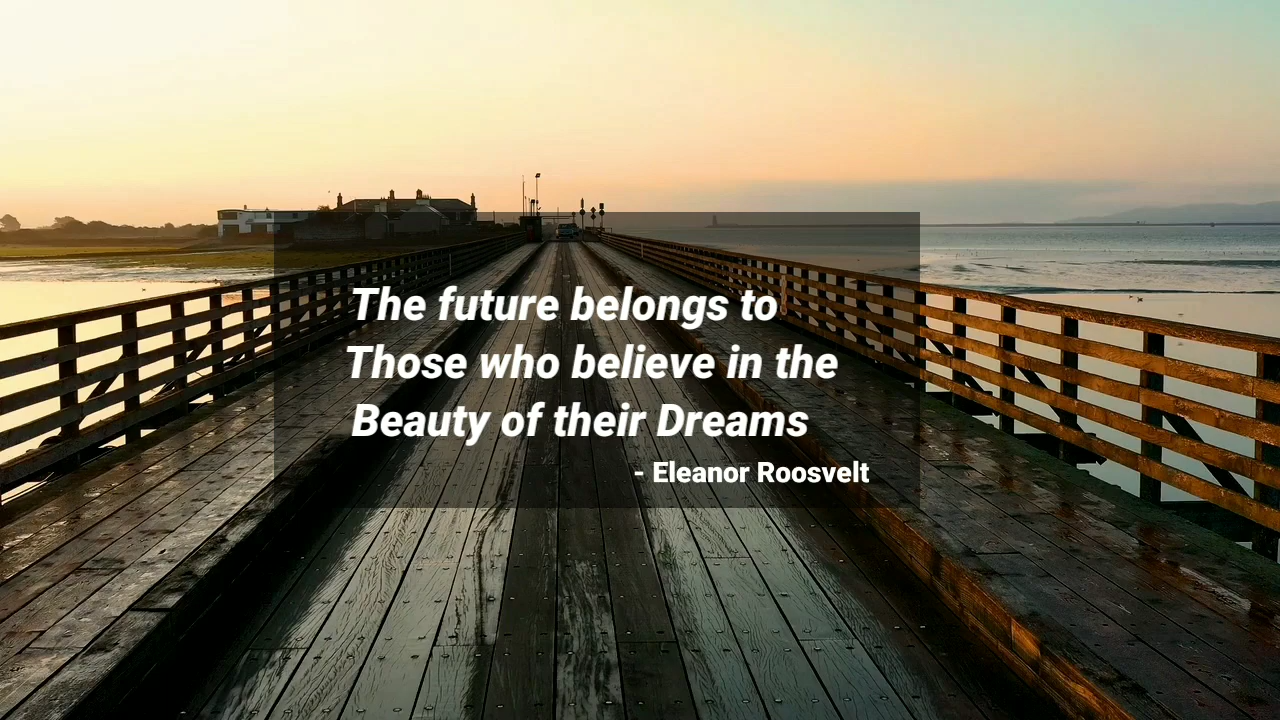 The future belongs to
Those who believe in the
Beauty of their Dreams
- Eleanor Roosvelt